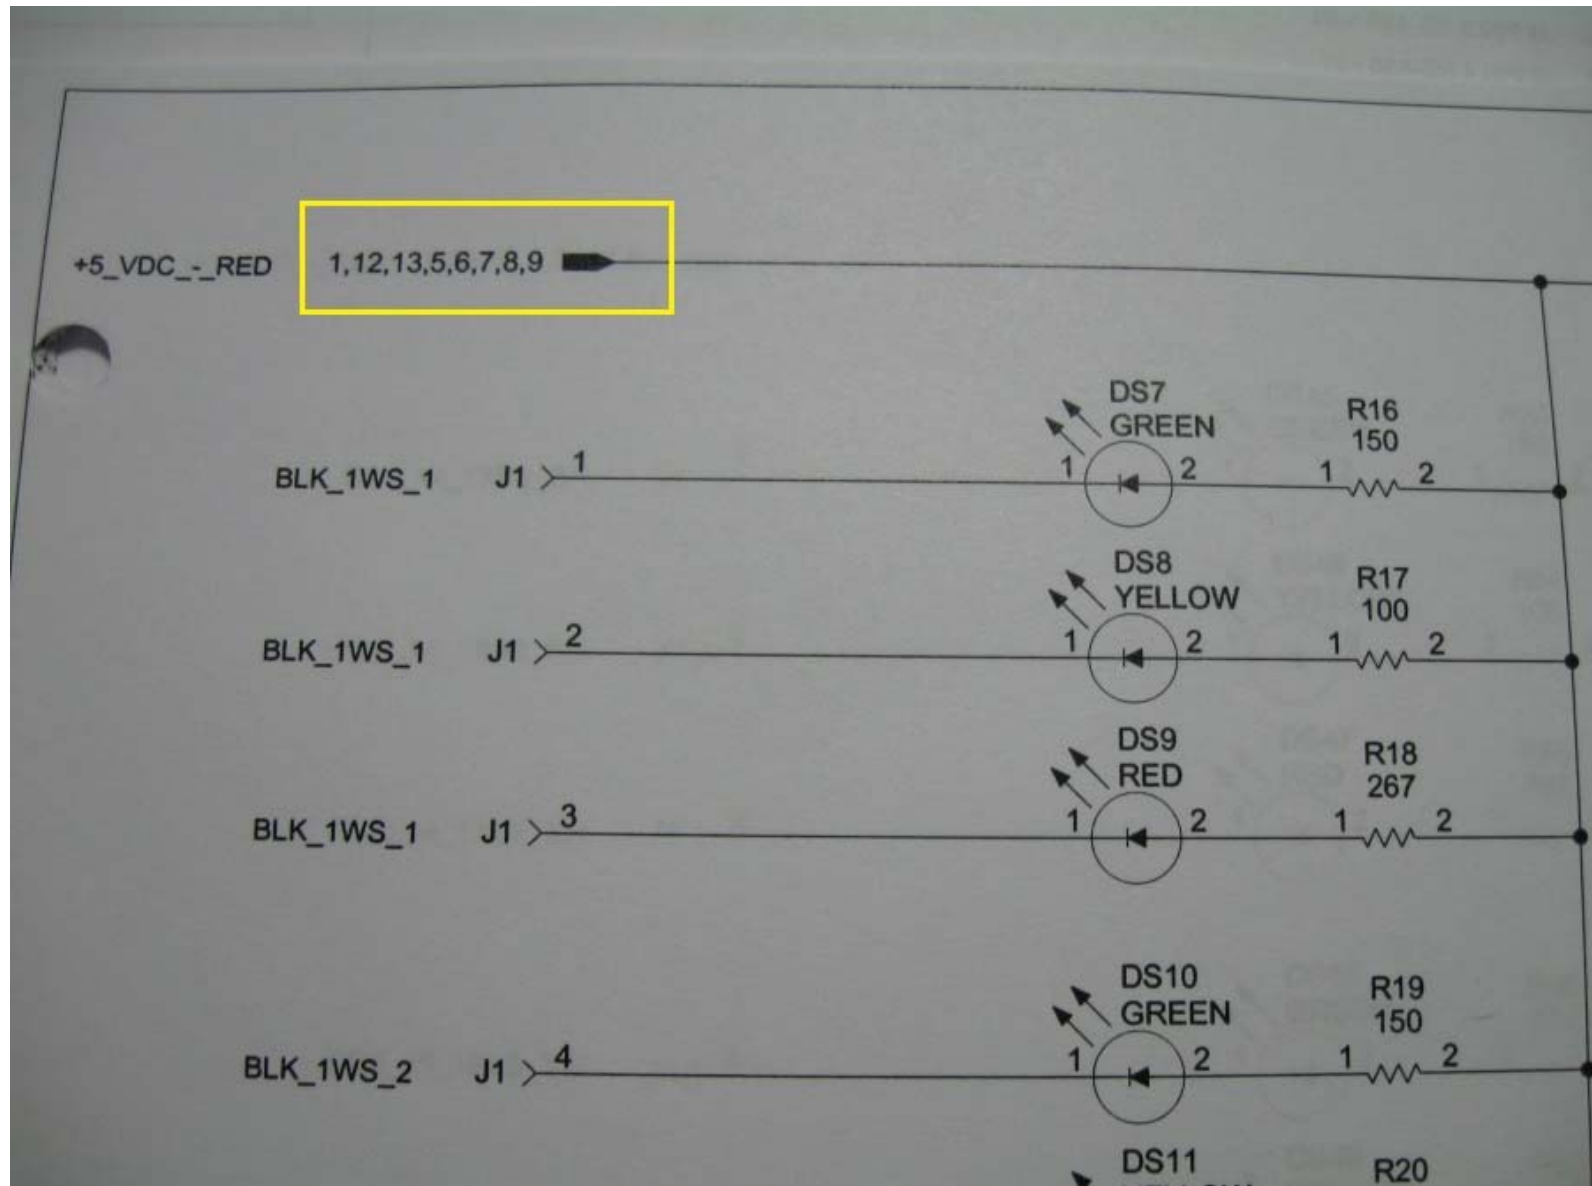 +5_VDC_-_RED 1,12,13,5,6,7,8,9
DS7
GREEN
R16
150
BLK_1WS_1 J1 1
1 2 1 2
DS8
YELLOW
R17
100
BLK_1WS_1 J1 2
1 2 1 2
DS9
RED
R18
267
BLK_1WS_1 J1 3
1 2 1 2
DS10
GREEN
R19
150
BLK_1WS_2 J1 4
1 2 1 2
DS11
R20